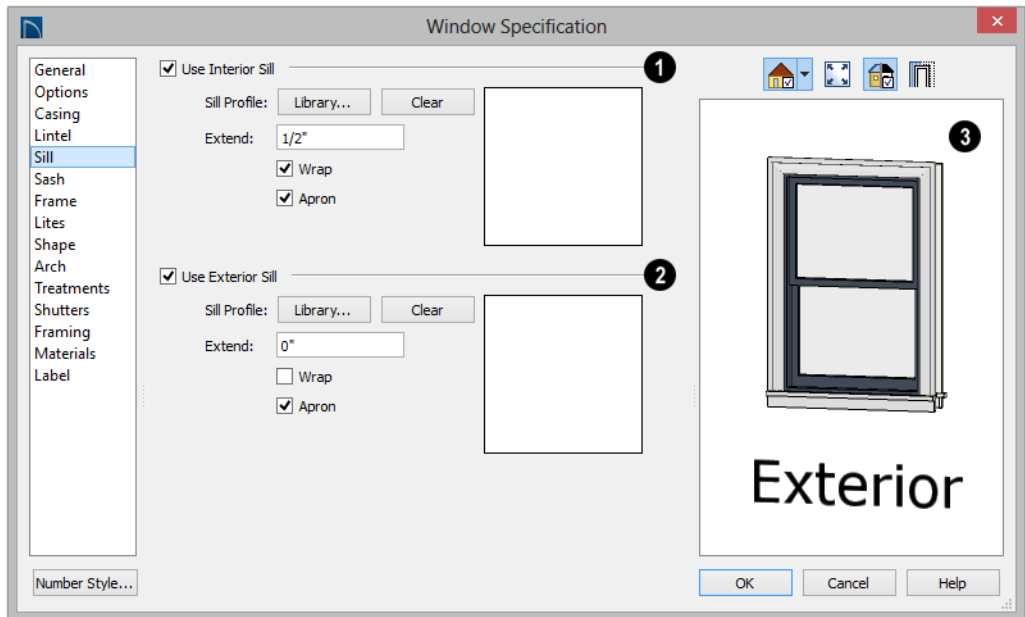 Window Specification
General
Options
Casing
Lintel
Sill
Sash
Frame
Lites
Shape
Arch
Treatments
Shutters
Framing
Materials
Label
Number Style...
Use Interior Sill
1
Sill Profile: Library... Clear
Extend: 1/2"
Wrap
Apron
Use Exterior Sill
2
Sill Profile: Library... Clear
Extend: 0"
Wrap
Apron
3
Exterior
OK Cancel Help